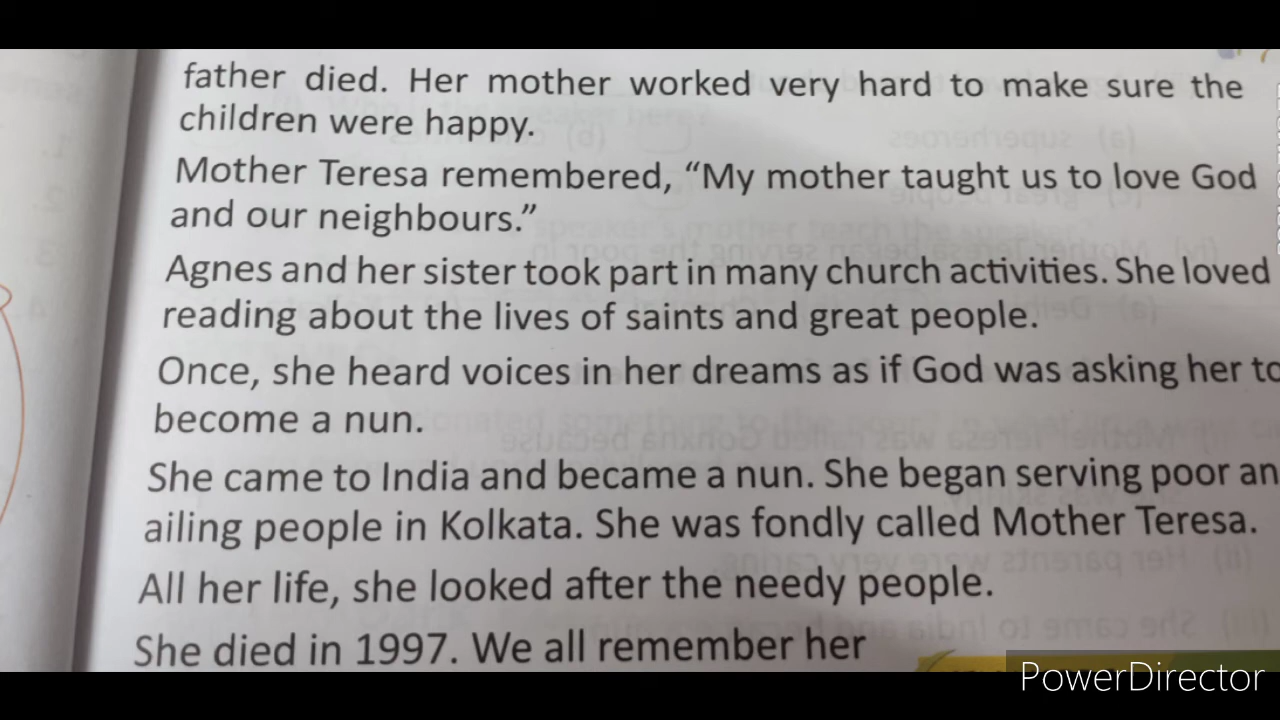 father died. Her mother worked very hard to make sure the
children were happy.
Mother Teresa remembered, “My mother taught us to love God
and our neighbours.”
Agnes and her sister took part in many church activities. She loved
reading about the lives of saints and great people.
Once, she heard voices in her dreams as if God was asking her to
become a nun.
She came to India and became a nun. She began serving poor an
ailing people in Kolkata. She was fondly called Mother Teresa.
All her life, she looked after the needy people.
She died in 1997. We all remember her
PowerDirector